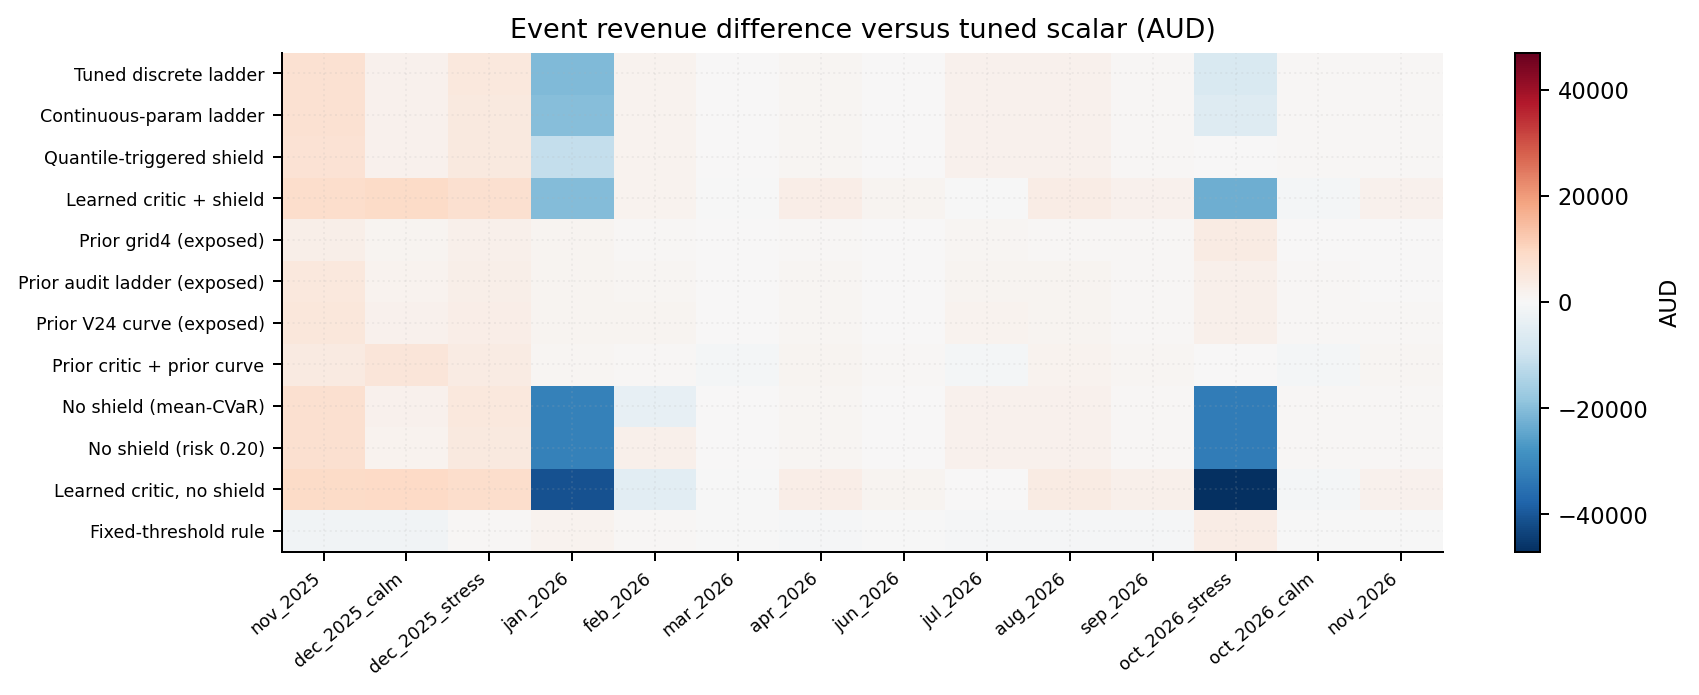 Event revenue difference versus tuned scalar (AUD)
Tuned discrete ladder
Continuous-param ladder
Quantile-triggered shield
Learned critic + shield
Prior grid4 (exposed)
Prior audit ladder (exposed)
Prior V24 curve (exposed)
Prior critic + prior curve
No shield (mean-CVaR)
No shield (risk 0.20)
Learned critic, no shield
Fixed-threshold rule
nov_2025
dec_2025_calm
dec_2025_stress
jan_2026
feb_2026
mar_2026
apr_2026
jun_2026
jul_2026
aug_2026
sep_2026
oct_2026_stress
oct_2026_calm
nov_2026
40000
20000
0
−20000
−40000
AUD